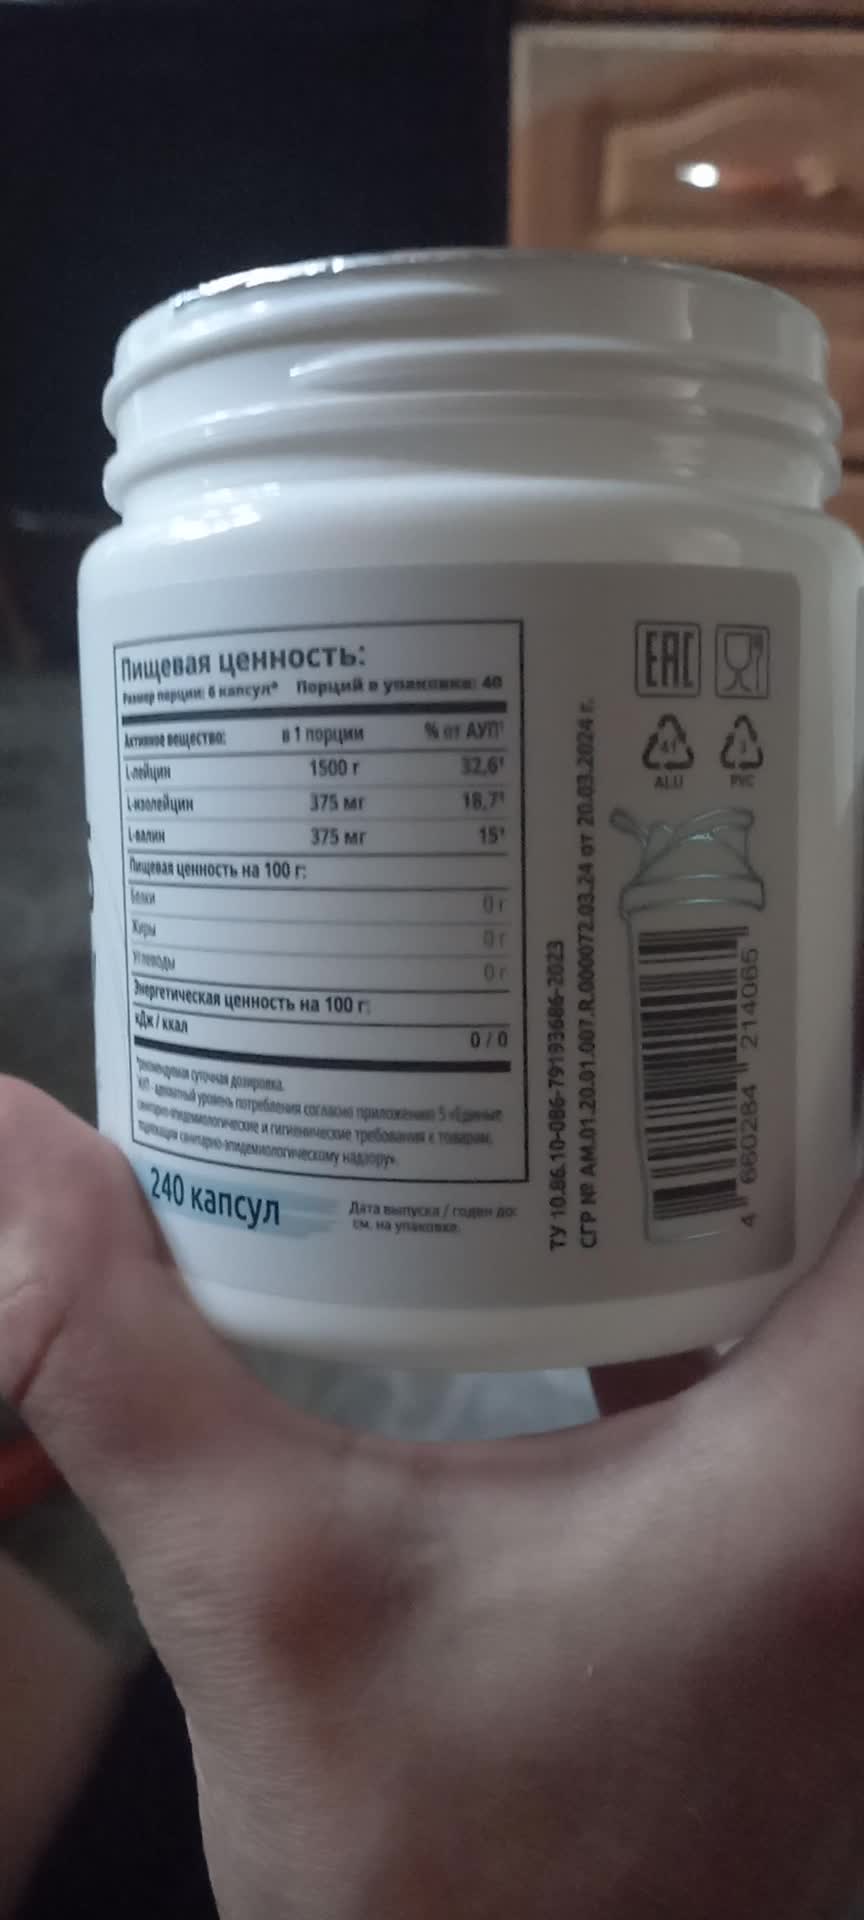 Пищевая ценность:
Размер порции: 6 капсул* Порций в упаковке: 40
Активное вещество: в 1 порции % от АУП¹
L-лейцин 1500 г 32,6¹
L-изолейцин 375 мг 18,7¹
L-валин 375 мг 15¹
Пищевая ценность на 100 г:
Белки 0 г
Жиры 0 г
Углеводы 0 г
Энергетическая ценность на 100 г:
кДж / ккал 0 / 0
*рекомендуемая суточная дозировка.
- адекватный уровень потребления согласно приложению 5 «Единые
санитарно-эпидемиологические и гигиенические требования к товарам,
подлежащим санитарно-эпидемиологическому надзору».
240 капсул
Дата выпуска / годен до:
см. на упаковке.
ТУ 10.86.10-086-79193686-2023
СГР № AM.01.20.01.007.R.000072.03.24 от 20.03.2024 г.
EAC
41
ALU
3
PVC
4 660284 214065